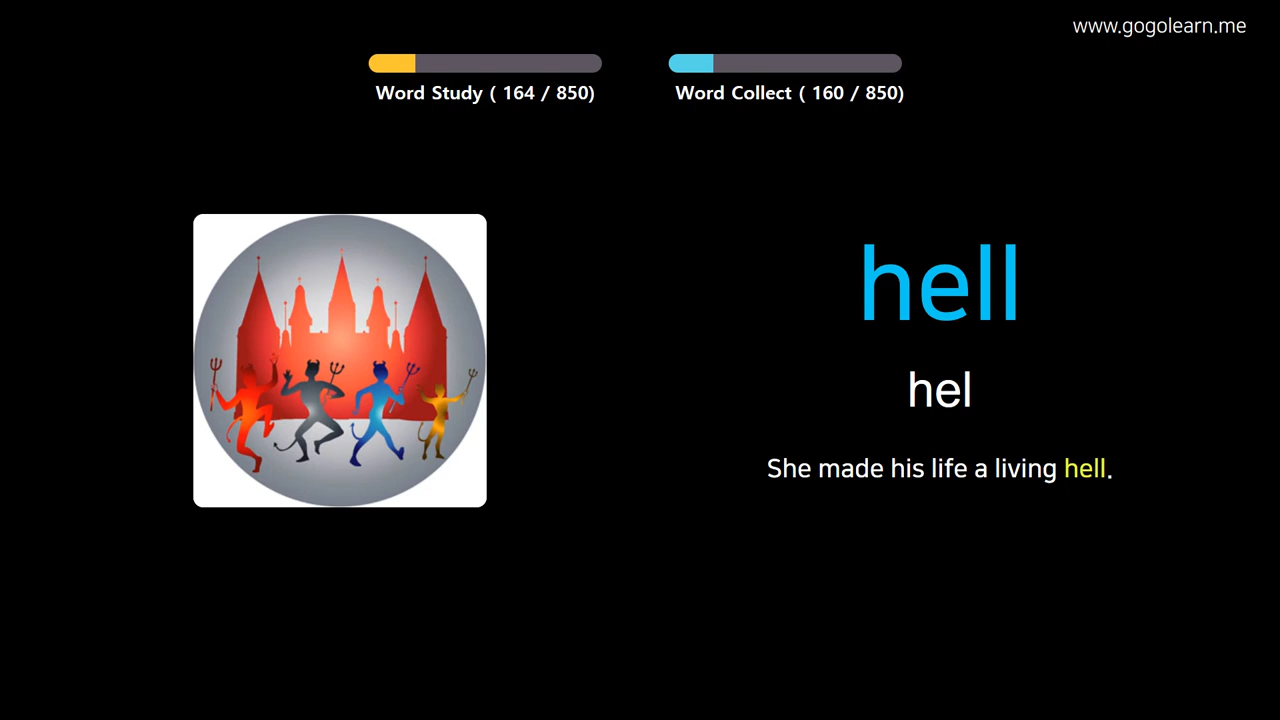 www.gogolearn.me
Word Study ( 164 / 850)
Word Collect ( 160 / 850)
hell
hel
She made his life a living hell.